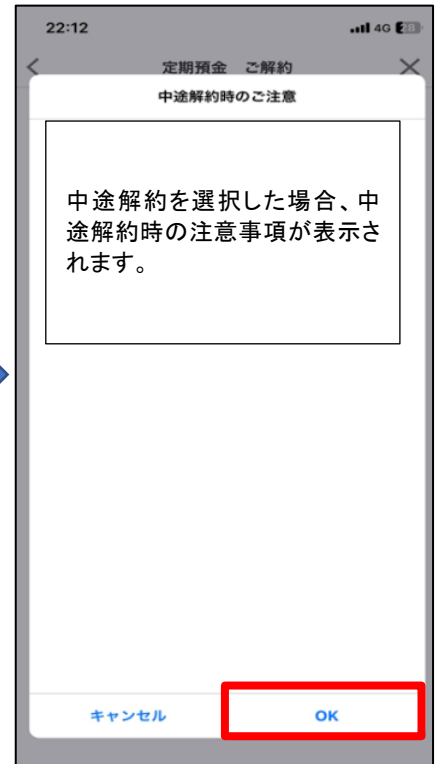 22:12 4G 28
定期預金 ご解約
中途解約時のご注意
中途解約を選択した場合、中
途解約時の注意事項が表示さ
れます。
キャンセル OK